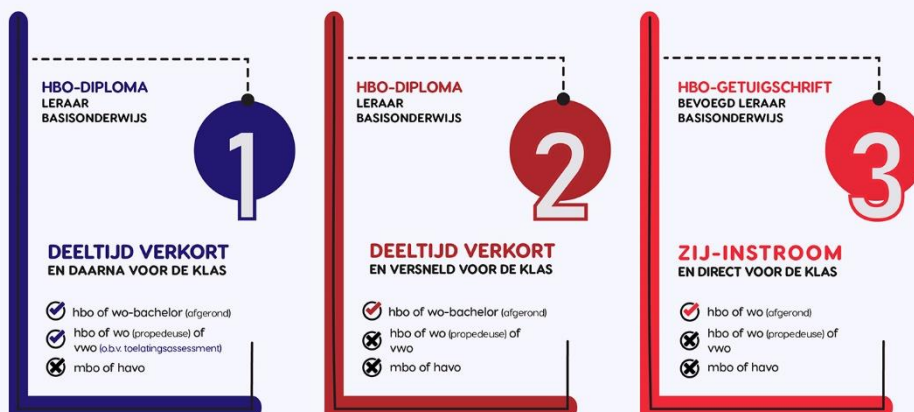 HBO-DIPLOMA
LERAAR
BASISONDERWIJS
1
DEELTIJD VERKORT
EN DAARNA VOOR DE KLAS
hbo of wo-bachelor (afgerond)
hbo of wo (propedeuse) of
vwo (o.b.v. toelatingsassessment)
mbo of havo
HBO-DIPLOMA
LERAAR
BASISONDERWIJS
2
DEELTIJD VERKORT
EN VERSNELD VOOR DE KLAS
hbo of wo-bachelor (afgerond)
hbo of wo (propedeuse) of
vwo
mbo of havo
HBO-GETUIGSCHRIFT
BEVOEGD LERAAR
BASISONDERWIJS
3
ZIJ-INSTROOM
EN DIRECT VOOR DE KLAS
hbo of wo (afgerond)
hbo of wo (propedeuse) of
vwo
mbo of havo